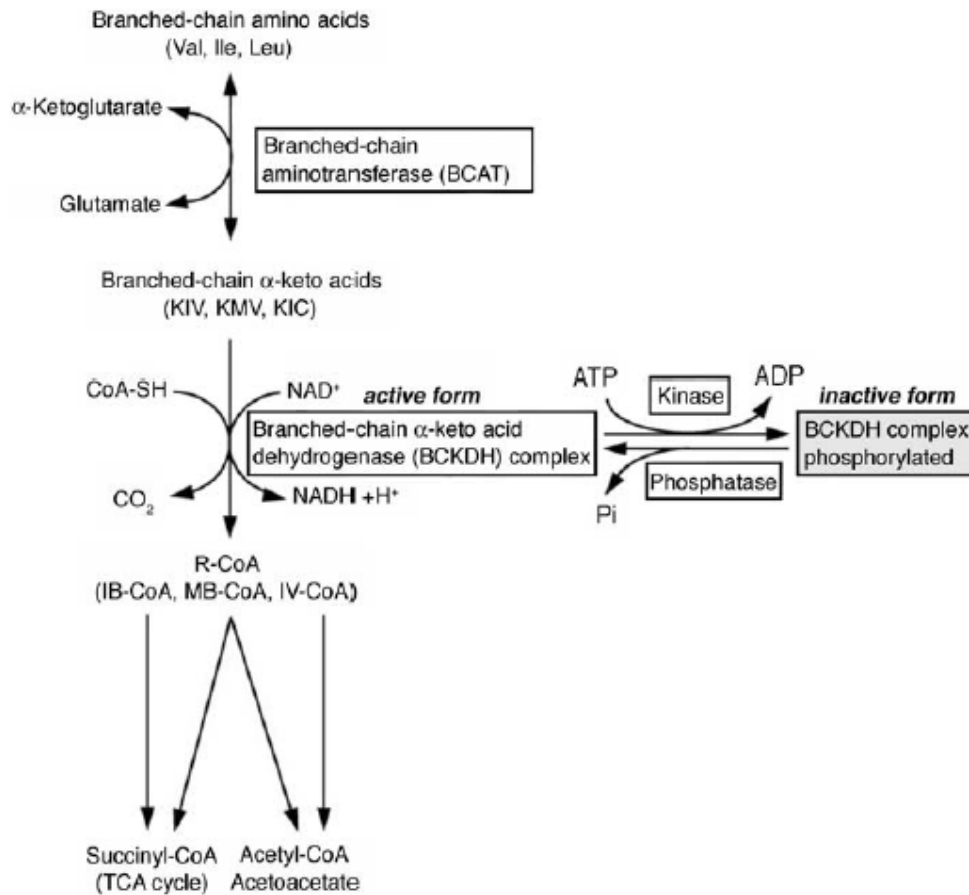 Branched-chain amino acids
(Val, Ile, Leu)
α-Ketoglutarate
Branched-chain
aminotransferase (BCAT)
Glutamate
Branched-chain α-keto acids
(KIV, KMV, KIC)
CoA-SH
NAD⁺
active form
ATP
Kinase
ADP
inactive form
Branched-chain α-keto acid
dehydrogenase (BCKDH) complex
BCKDH complex
phosphorylated
CO₂
NADH +H⁺
Pi
Phosphatase
R-CoA
(IB-CoA, MB-CoA, IV-CoA)
Succinyl-CoA
(TCA cycle)
Acetyl-CoA
Acetoacetate